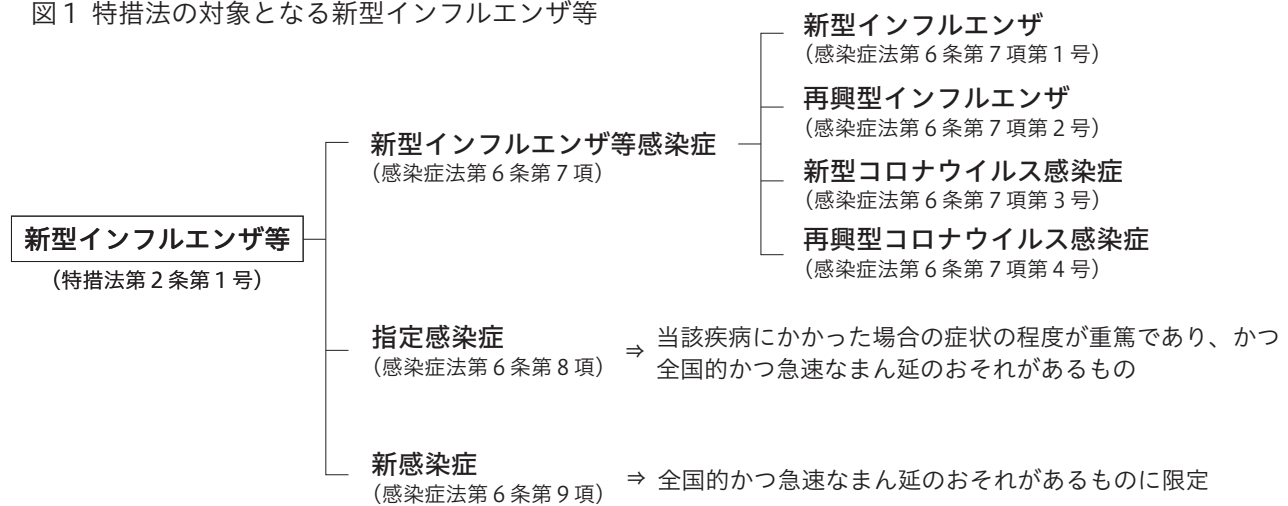 図1 特措法の対象となる新型インフルエンザ等
新型インフルエンザ等
（特措法第2条第1号）
新型インフルエンザ等感染症
（感染症法第6条第7項）
新型インフルエンザ
（感染症法第6条第7項第1号）
再興型インフルエンザ
（感染症法第6条第7項第2号）
新型コロナウイルス感染症
（感染症法第6条第7項第3号）
再興型コロナウイルス感染症
（感染症法第6条第7項第4号）
指定感染症
（感染症法第6条第8項）
⇒ 当該疾病にかかった場合の症状の程度が重篤であり、かつ
全国的かつ急速なまん延のおそれがあるもの
新感染症
（感染症法第6条第9項）
⇒ 全国的かつ急速なまん延のおそれがあるものに限定